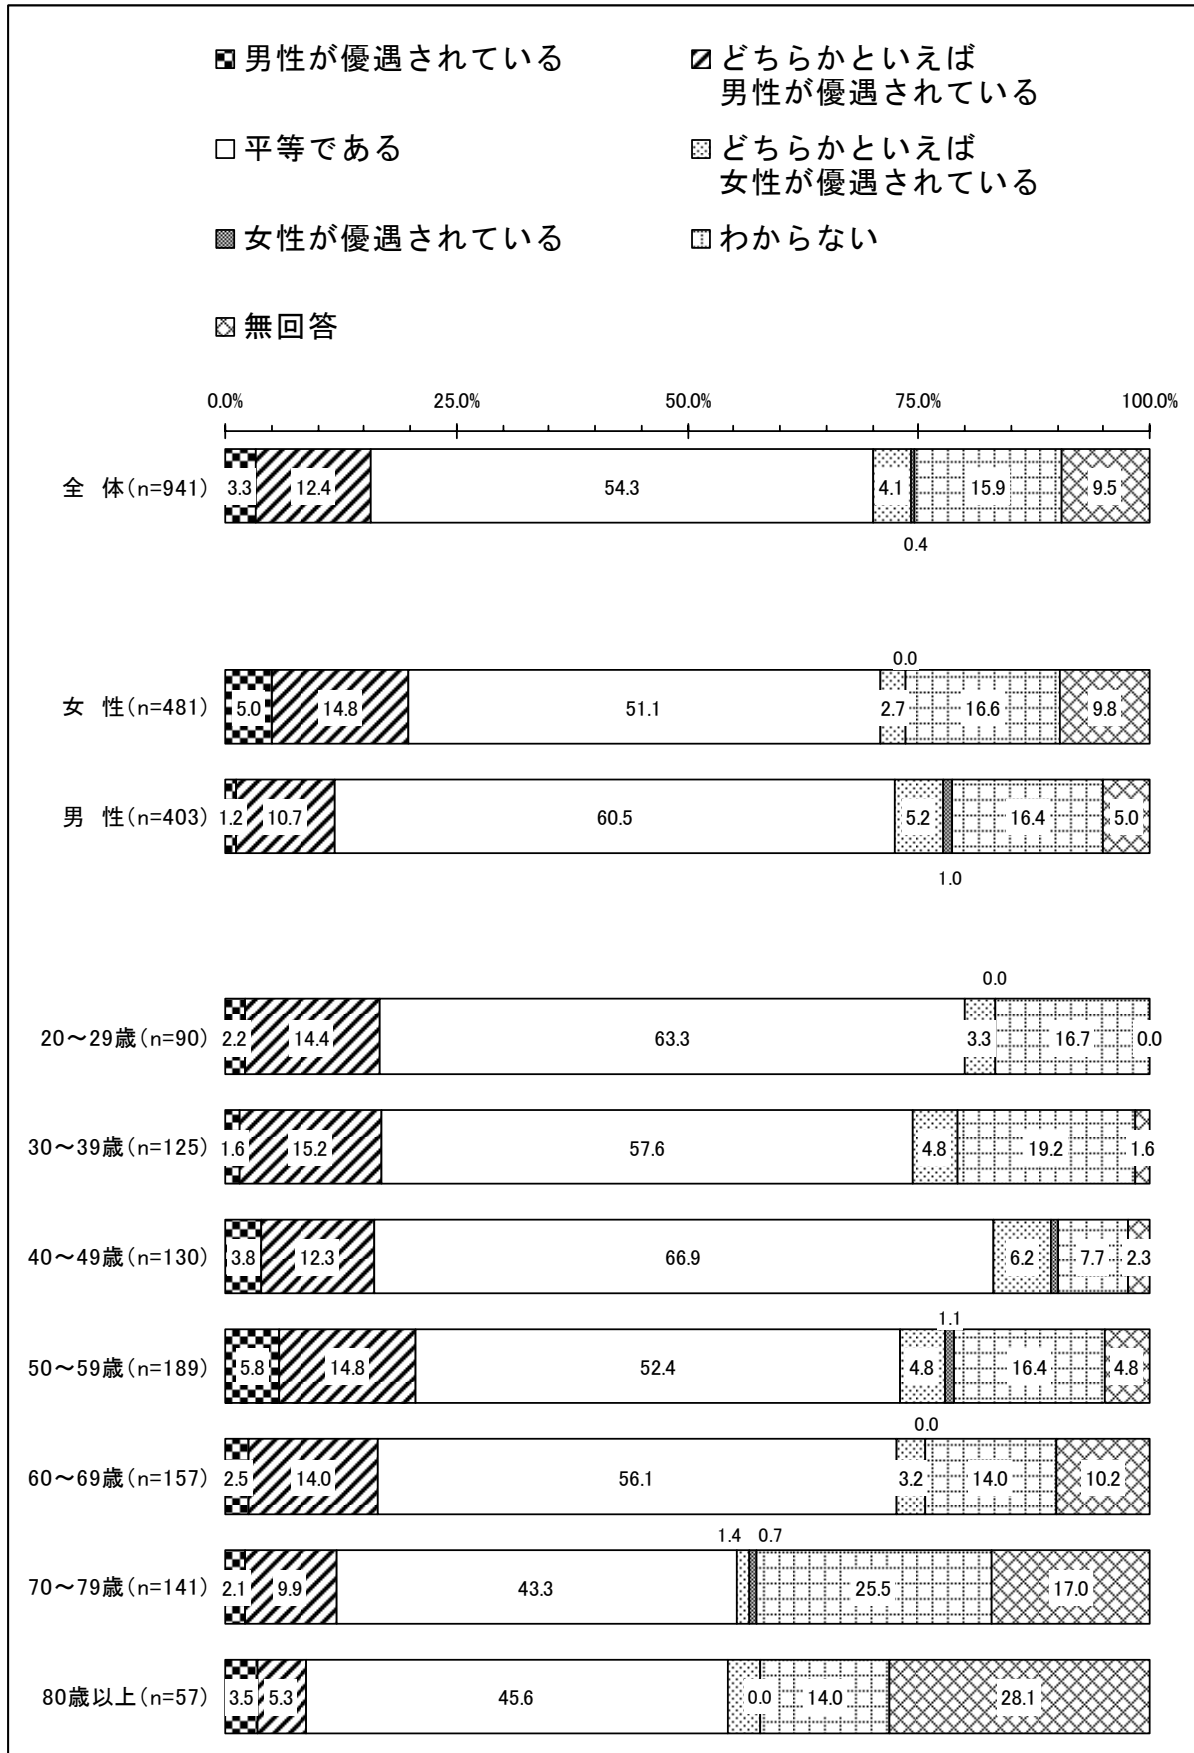 男性が優遇されている
どちらかといえば
男性が優遇されている
平等である
どちらかといえば
女性が優遇されている
女性が優遇されている
わからない
無回答
0.0% 25.0% 50.0% 75.0% 100.0%
全 体(n=941) 3.3 12.4 54.3 4.1 15.9 9.5
0.4
0.0
女 性(n=481) 5.0 14.8 51.1 2.7 16.6 9.8
男 性(n=403) 1.2 10.7 60.5 5.2 16.4 5.0
1.0
0.0
20～29歳(n=90) 2.2 14.4 63.3 3.3 16.7 0.0
30～39歳(n=125) 1.6 15.2 57.6 4.8 19.2 1.6
40～49歳(n=130) 3.8 12.3 66.9 6.2 7.7 2.3
1.1
50～59歳(n=189) 5.8 14.8 52.4 4.8 16.4 4.8
0.0
60～69歳(n=157) 2.5 14.0 56.1 3.2 14.0 10.2
1.4 0.7
70～79歳(n=141) 2.1 9.9 43.3 25.5 17.0
80歳以上(n=57) 3.5 5.3 45.6 0.0 14.0 28.1